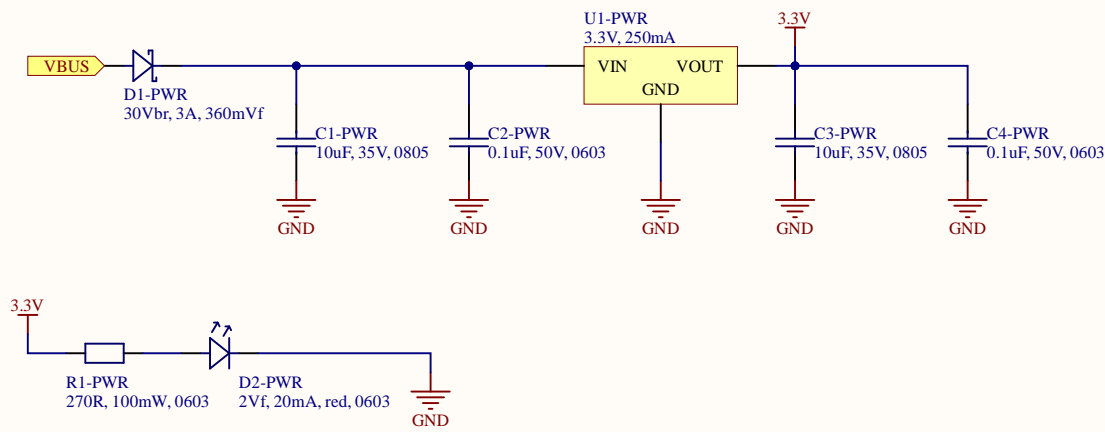 U1-PWR
3.3V, 250mA
3.3V
VBUS
VIN
VOUT
GND
D1-PWR
30Vbr, 3A, 360mVf
C1-PWR
10uF, 35V, 0805
C2-PWR
0.1uF, 50V, 0603
C3-PWR
10uF, 35V, 0805
C4-PWR
0.1uF, 50V, 0603
GND
GND
GND
GND
GND
3.3V
R1-PWR
270R, 100mW, 0603
D2-PWR
2Vf, 20mA, red, 0603
GND